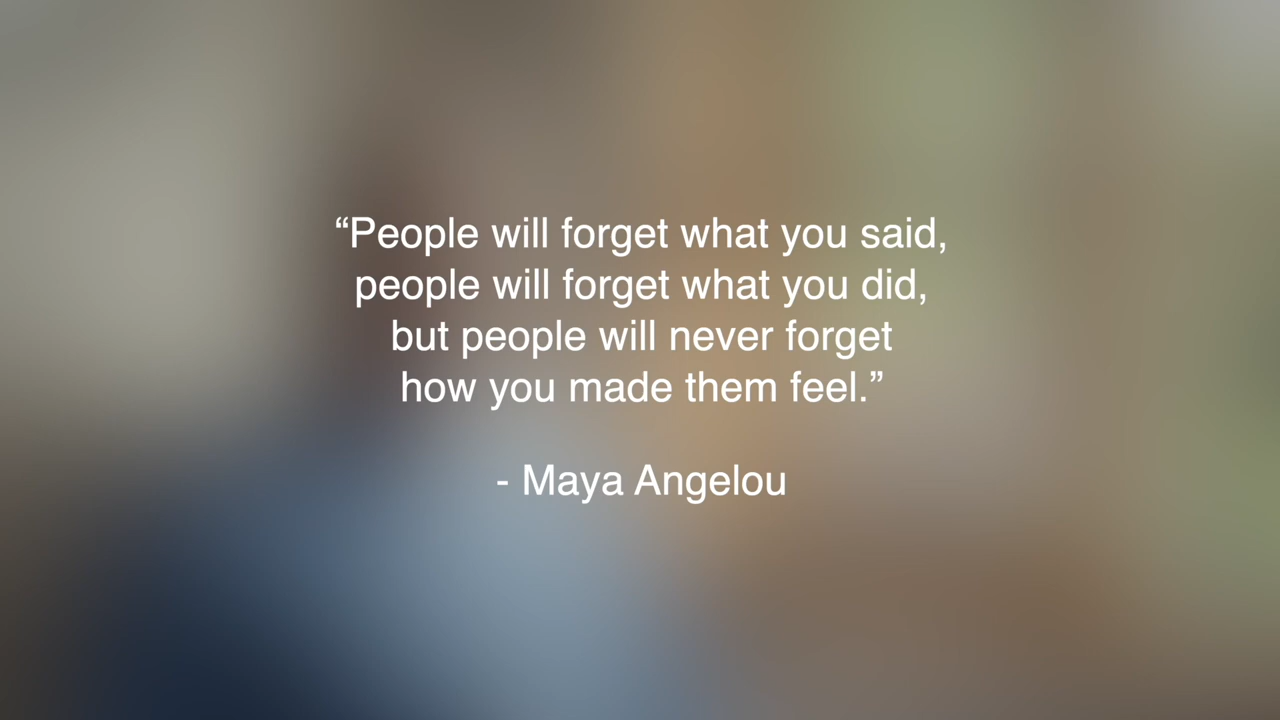 “People will forget what you said,
people will forget what you did,
but people will never forget
how you made them feel.”
- Maya Angelou